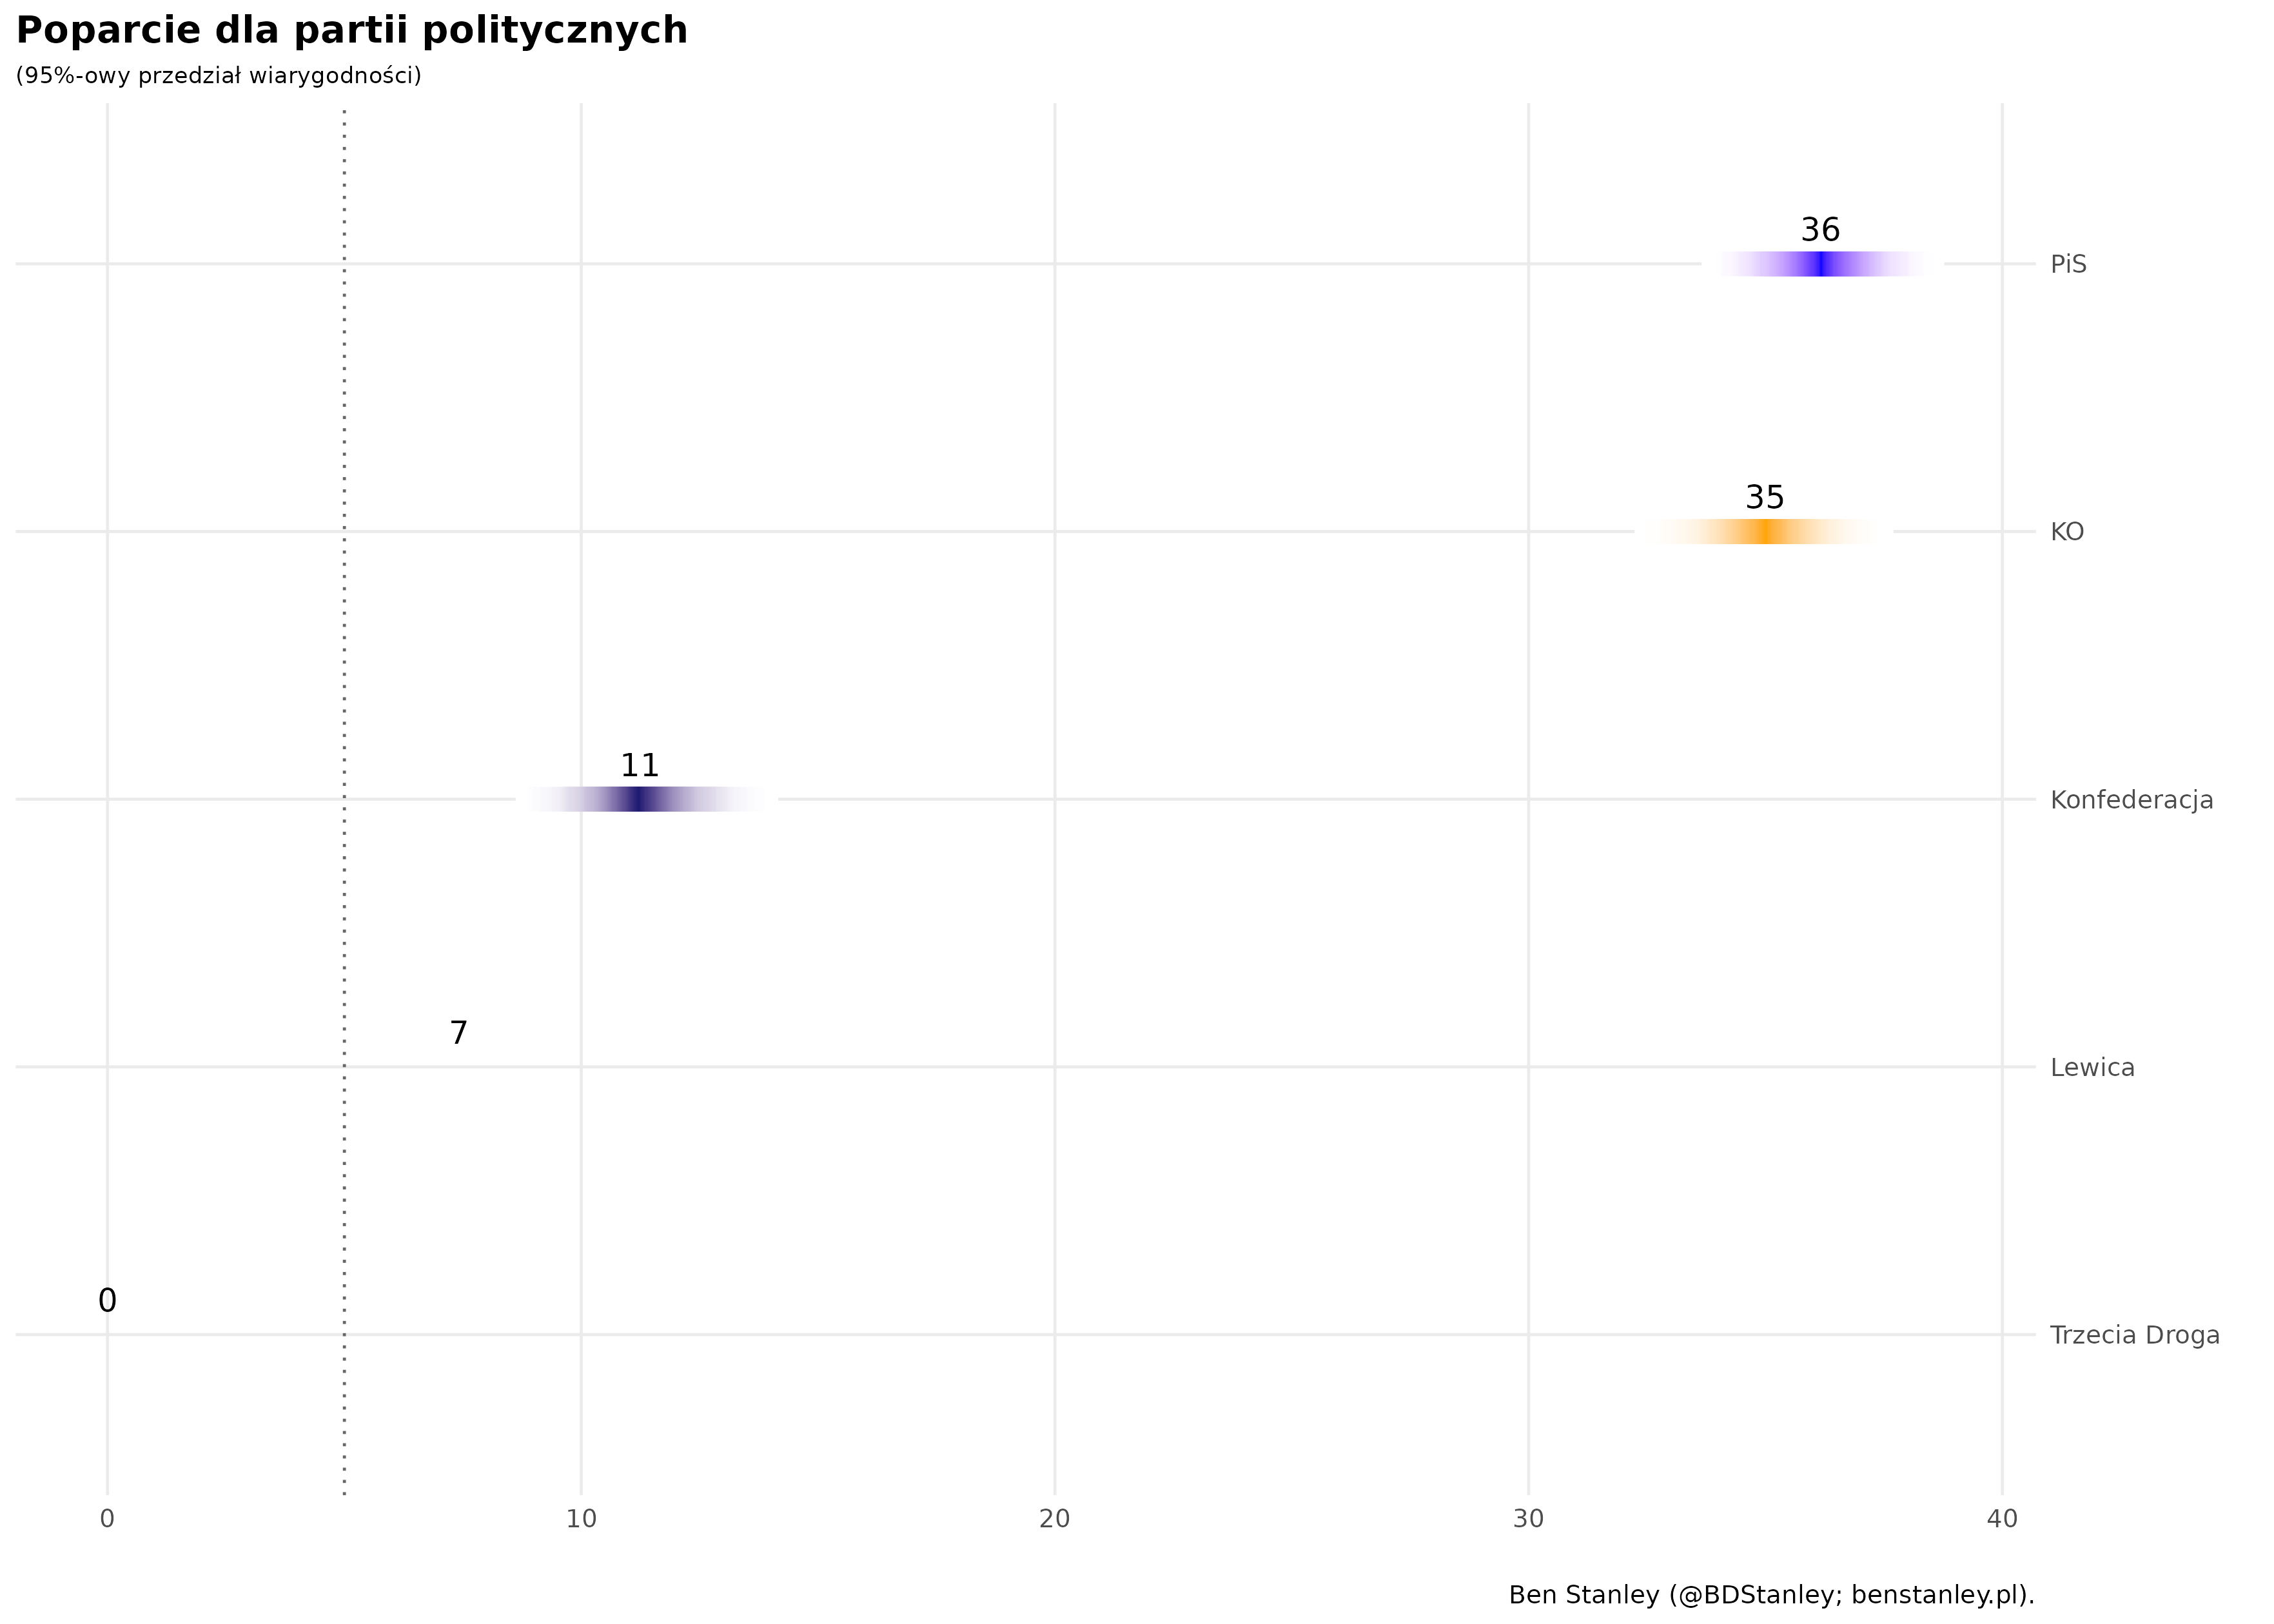 Poparcie dla partii politycznych
(95%-owy przedział wiarygodności)
36
PiS
35
KO
11
Konfederacja
7
Lewica
0
Trzecia Droga
0 10 20 30 40
Ben Stanley (@BDStanley; benstanley.pl).